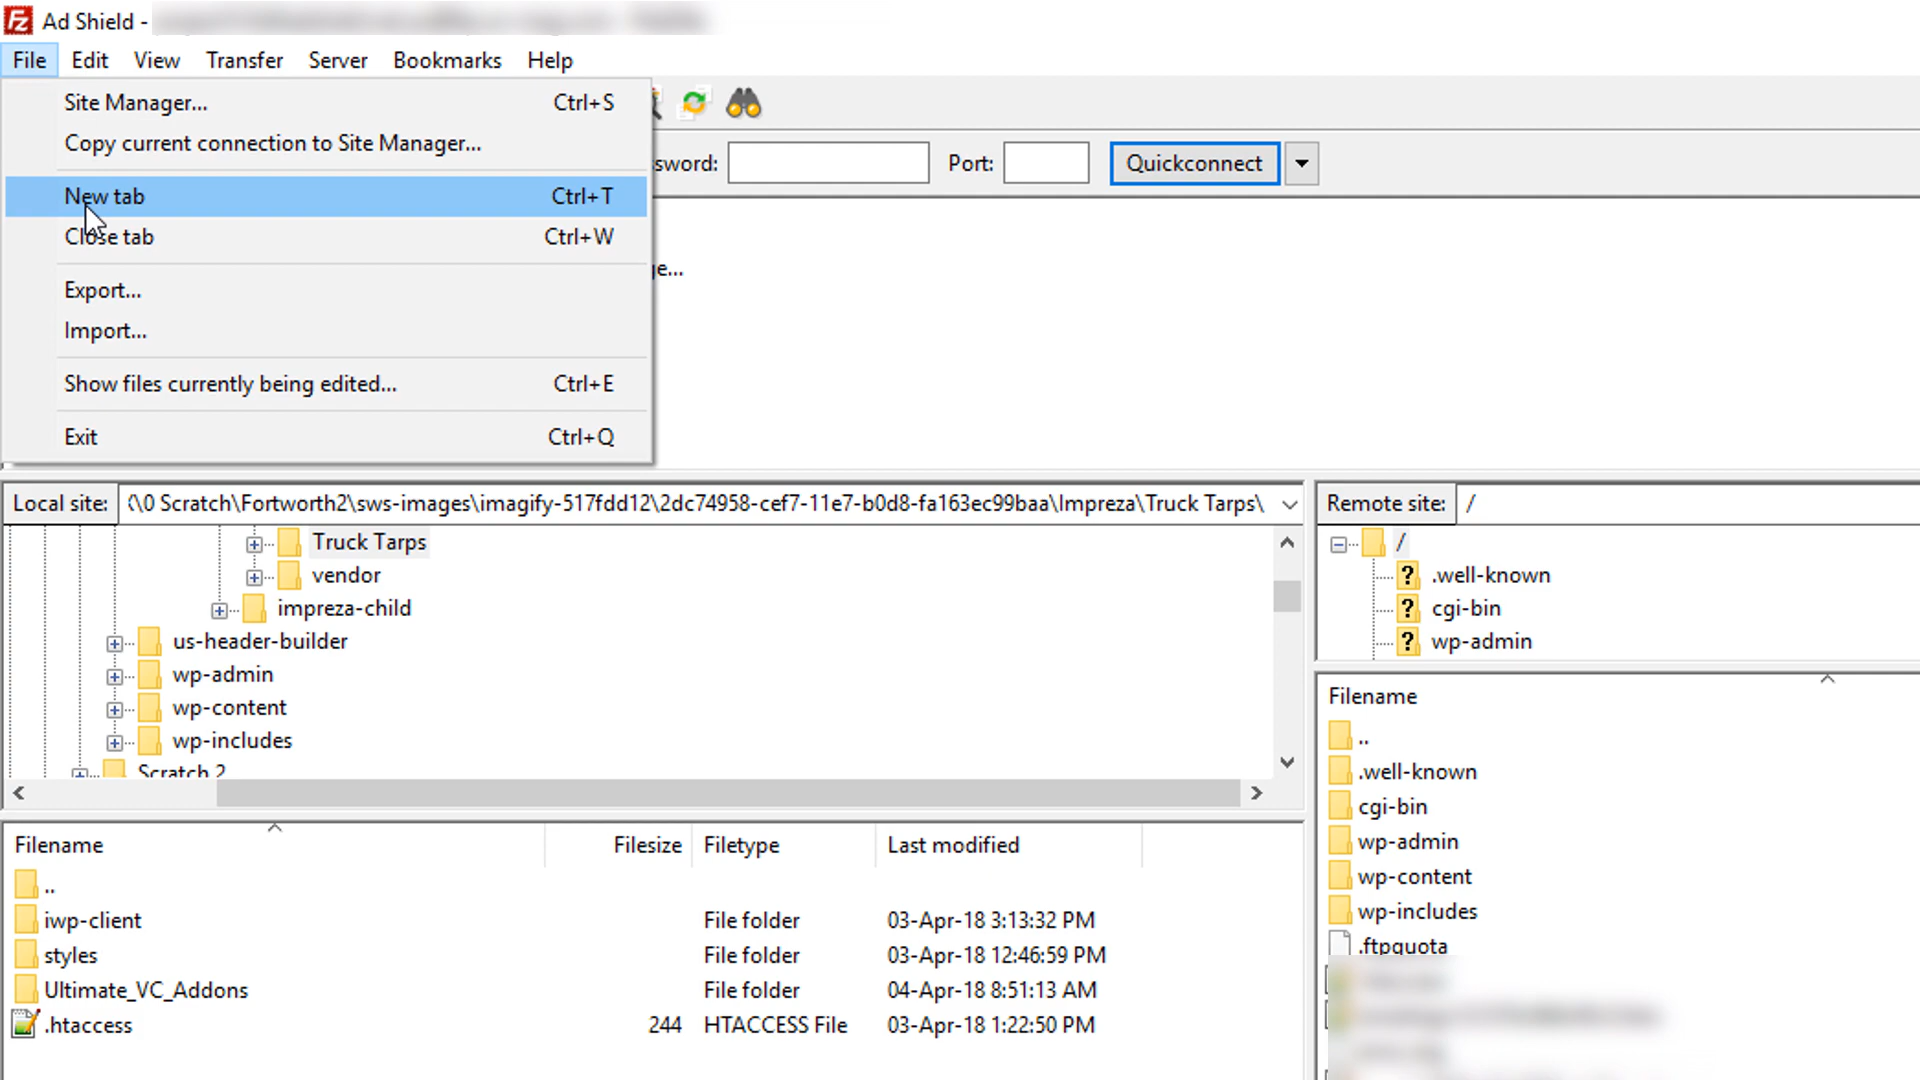 Ad Shield -
File Edit View Transfer Server Bookmarks Help
Site Manager... Ctrl+S
Copy current connection to Site Manager...
New tab Ctrl+T
Close tab Ctrl+W
Export...
Import...
Show files currently being edited... Ctrl+E
Exit Ctrl+Q
sword: Port: Quickconnect
ge...
Local site: \0 Scratch\Fortworth2\sws-images\imagify-517fdd12\2dc74958-cef7-11e7-b0d8-fa163ec99baa\Impreza\Truck Tarps\
Truck Tarps
vendor
impreza-child
us-header-builder
wp-admin
wp-content
wp-includes
Scratch 2
Filename Filesize Filetype Last modified
..
iwp-client File folder 03-Apr-18 3:13:32 PM
styles File folder 03-Apr-18 12:46:59 PM
Ultimate_VC_Addons File folder 04-Apr-18 8:51:13 AM
.htaccess 244 HTACCESS File 03-Apr-18 1:22:50 PM
Remote site: /
/
? .well-known
? cgi-bin
? wp-admin
Filename
..
.well-known
cgi-bin
wp-admin
wp-content
wp-includes
.ftpquota